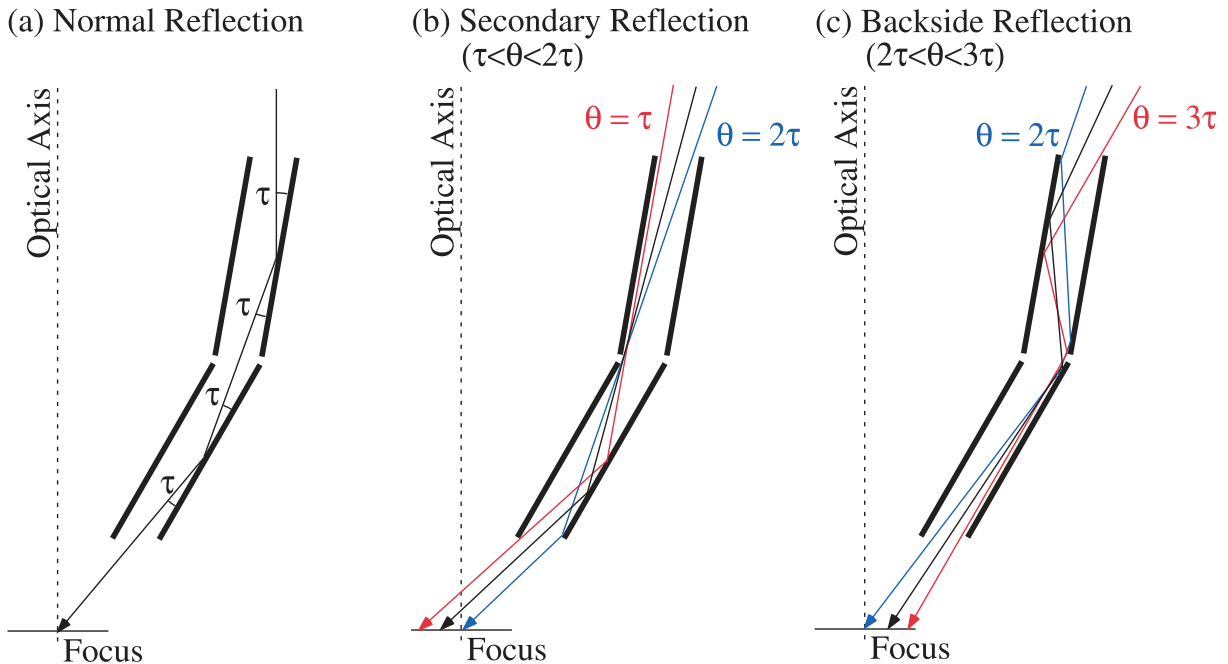 (a) Normal Reflection
Optical Axis
τ
τ
τ
τ
Focus
(b) Secondary Reflection
(τ<θ<2τ)
Optical Axis
θ = τ
θ = 2τ
Focus
(c) Backside Reflection
(2τ<θ<3τ)
Optical Axis
θ = 2τ
θ = 3τ
Focus